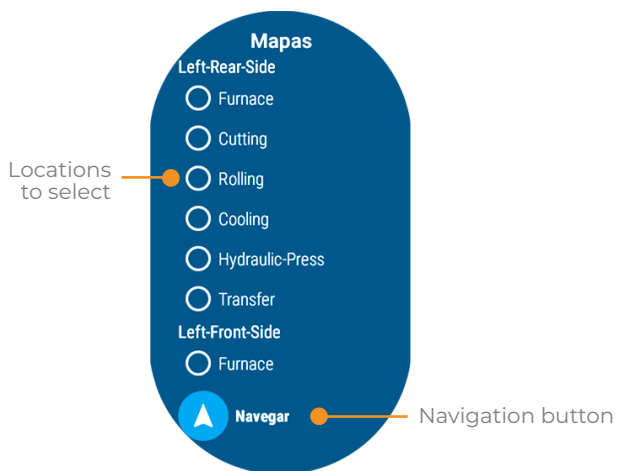 Mapas
Left-Rear-Side
Furnace
Cutting
Locations
to select
Rolling
Cooling
Hydraulic-Press
Transfer
Left-Front-Side
Furnace
Navegar
Navigation button